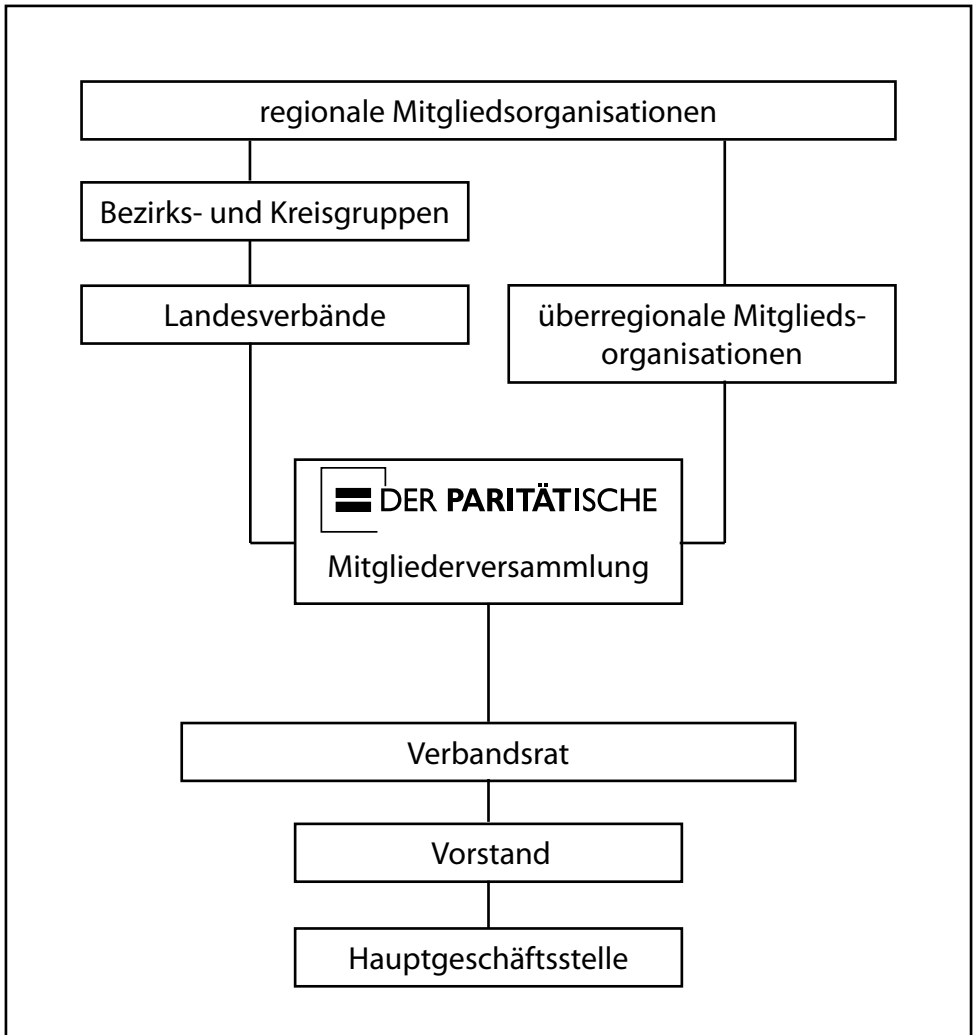 regionale Mitgliedsorganisationen
Bezirks- und Kreisgruppen
Landesverbände
überregionale Mitglieds-
organisationen
DER PARITÄTISCHE
Mitgliederversammlung
Verbandsrat
Vorstand
Hauptgeschäftsstelle